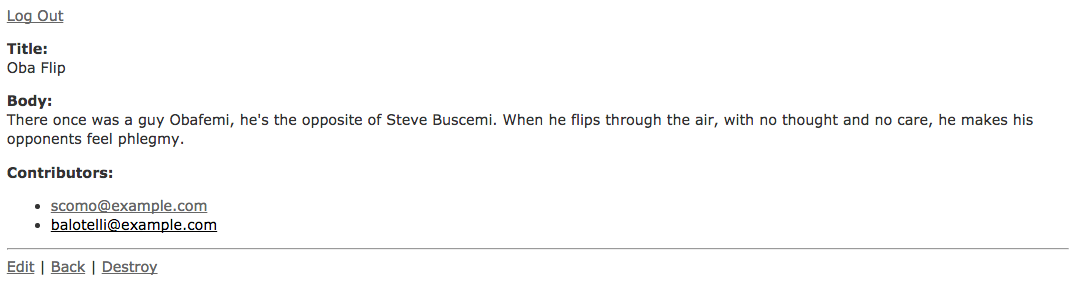 Log Out
Title:
Oba Flip
Body:
There once was a guy Obafemi, he's the opposite of Steve Buscemi. When he flips through the air, with no thought and no care, he makes his
opponents feel phlegmy.
Contributors:
• scomo@example.com
• balotelli@example.com
Edit | Back | Destroy